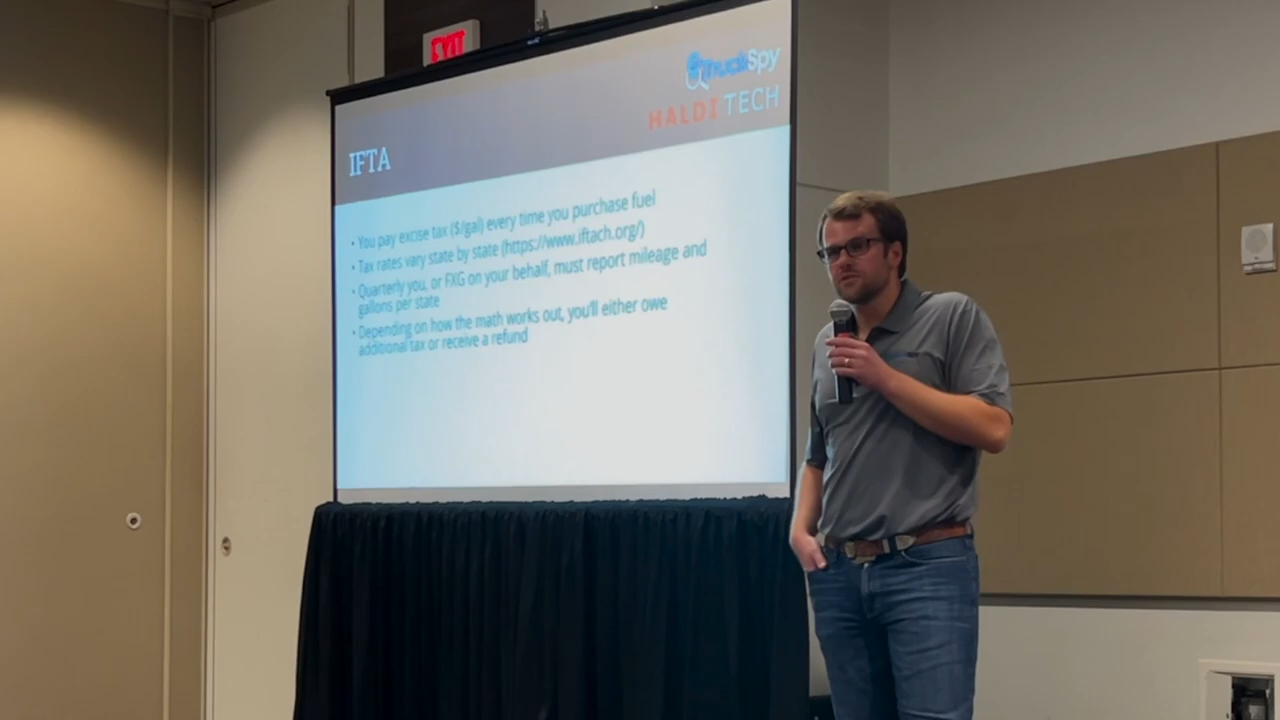 EXIT
TruckSpy
HALDI TECH
IFTA
• You pay excise tax ($/gal) every time you purchase fuel
• Tax rates vary state by state (https://www.iftach.org/)
• Quarterly you, or FXG on your behalf, must report mileage and
gallons per state
• Depending on how the math works out, you'll either owe
additional tax or receive a refund